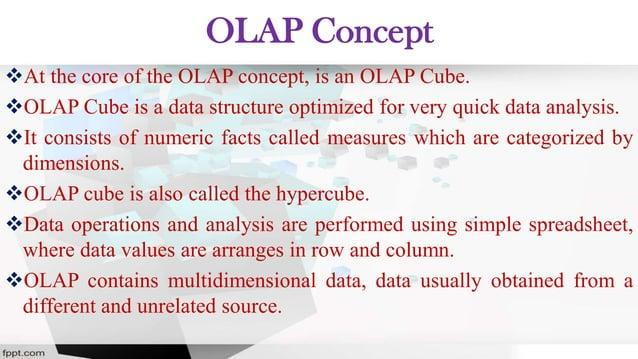 OLAP Concept
❖At the core of the OLAP concept, is an OLAP Cube.
❖OLAP Cube is a data structure optimized for very quick data analysis.
❖It consists of numeric facts called measures which are categorized by
dimensions.
❖OLAP cube is also called the hypercube.
❖Data operations and analysis are performed using simple spreadsheet,
where data values are arranges in row and column.
❖OLAP contains multidimensional data, data usually obtained from a
different and unrelated source.
fppt.com